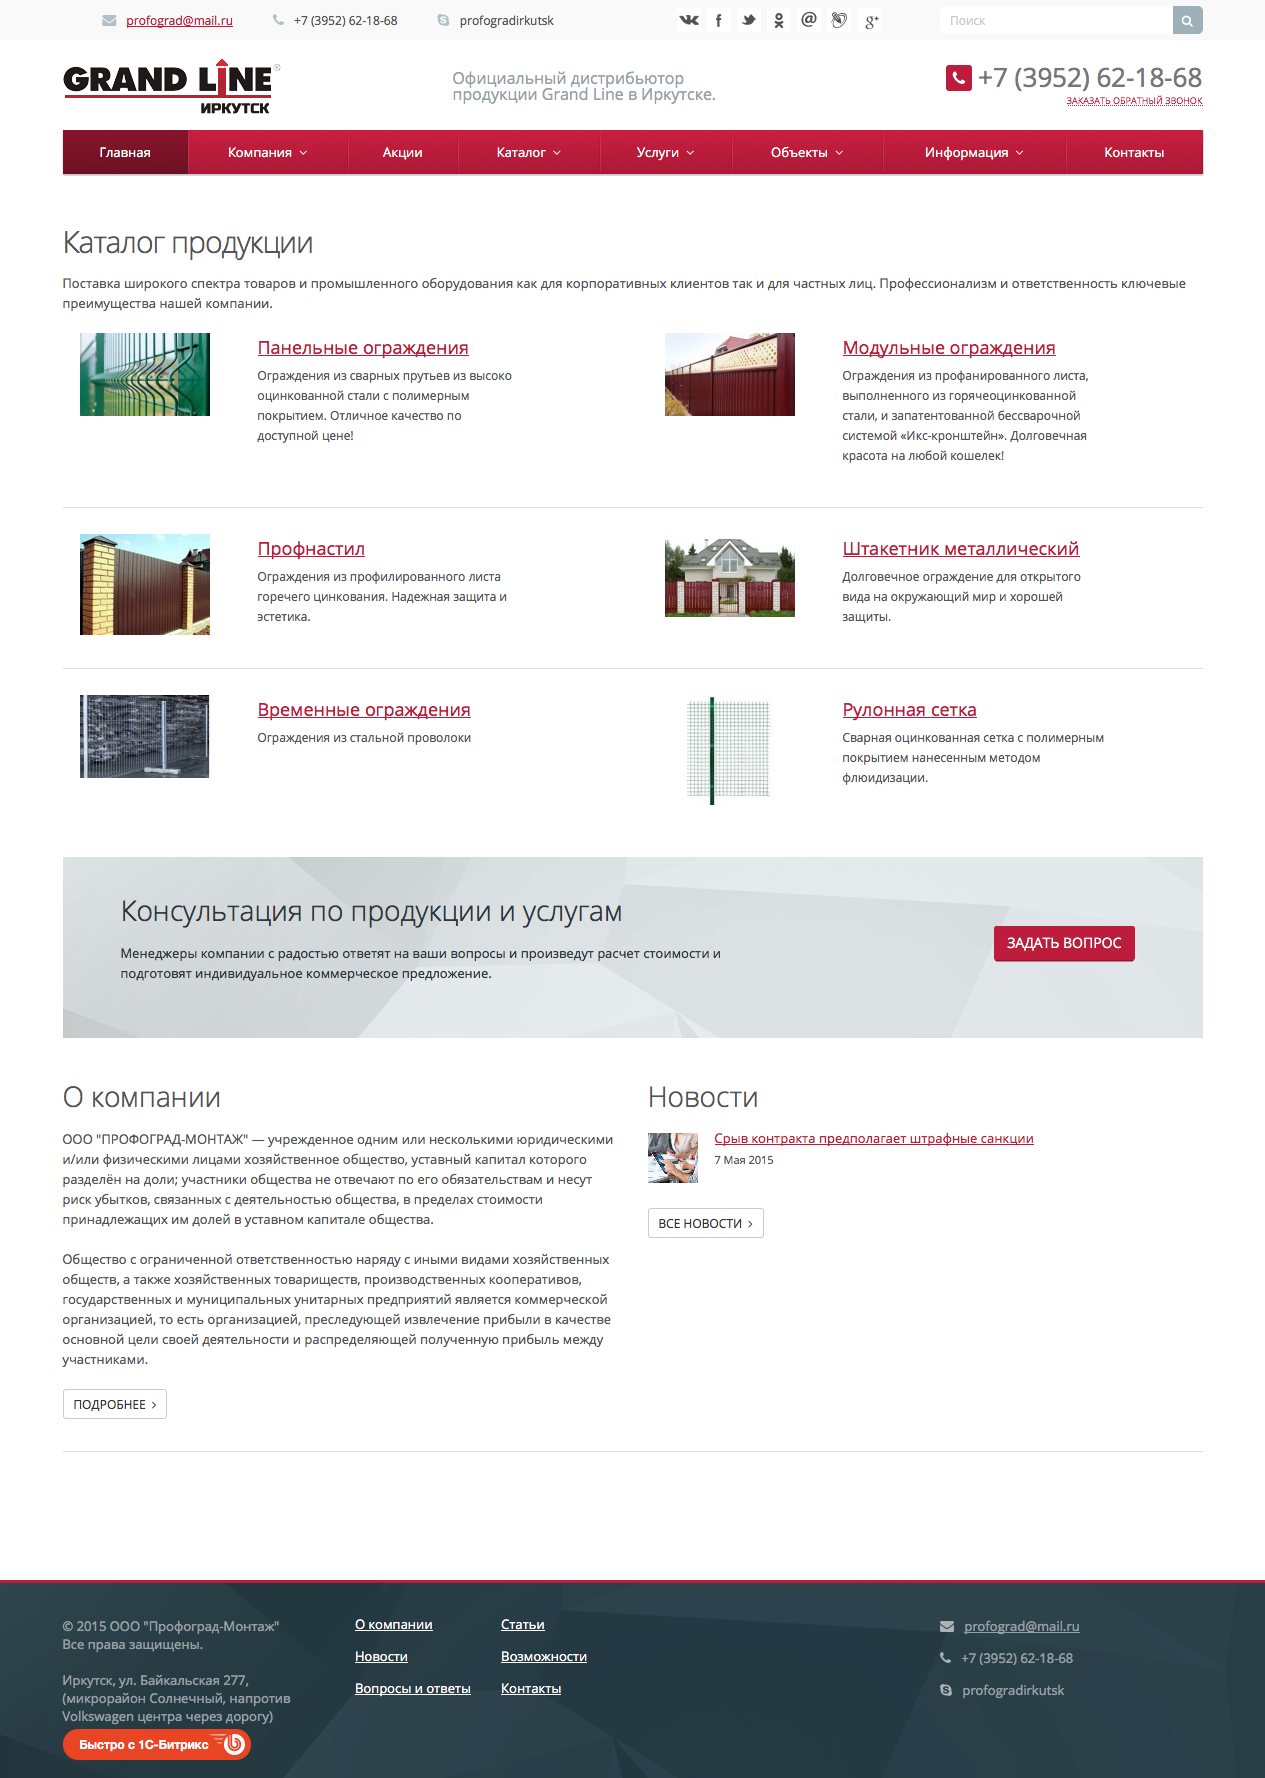 profograd@mail.ru
+7 (3952) 62-18-68
profogradirkutsk
Поиск
GRAND LINE®
ИРКУТСК
Официальный дистрибьютор
продукции Grand Line в Иркутске.
+7 (3952) 62-18-68
ЗАКАЗАТЬ ОБРАТНЫЙ ЗВОНОК
Главная
Компания
Акции
Каталог
Услуги
Объекты
Информация
Контакты
Каталог продукции
Поставка широкого спектра товаров и промышленного оборудования как для корпоративных клиентов так и для частных лиц. Профессионализм и ответственность ключевые
преимущества нашей компании.
Панельные ограждения
Ограждения из сварных прутьев из высоко
оцинкованной стали с полимерным
покрытием. Отличное качество по
доступной цене!
Модульные ограждения
Ограждения из профанированного листа,
выполненного из горячеоцинкованной
стали, и запатентованной бессварочной
системой «Икс-кронштейн». Долговечная
красота на любой кошелек!
Профнастил
Ограждения из профилированного листа
горечего цинкования. Надежная защита и
эстетика.
Штакетник металлический
Долговечное ограждение для открытого
вида на окружающий мир и хорошей
защиты.
Временные ограждения
Ограждения из стальной проволоки
Рулонная сетка
Сварная оцинкованная сетка с полимерным
покрытием нанесенным методом
флюидизации.
Консультация по продукции и услугам
Менеджеры компании с радостью ответят на ваши вопросы и произведут расчет стоимости и
подготовят индивидуальное коммерческое предложение.
ЗАДАТЬ ВОПРОС
О компании
ООО "ПРОФОГРАД-МОНТАЖ" — учрежденное одним или несколькими юридическими
и/или физическими лицами хозяйственное общество, уставный капитал которого
разделён на доли; участники общества не отвечают по его обязательствам и несут
риск убытков, связанных с деятельностью общества, в пределах стоимости
принадлежащих им долей в уставном капитале общества.
Общество с ограниченной ответственностью наряду с иными видами хозяйственных
обществ, а также хозяйственных товариществ, производственных кооперативов,
государственных и муниципальных унитарных предприятий является коммерческой
организацией, то есть организацией, преследующей извлечение прибыли в качестве
основной цели своей деятельности и распределяющей полученную прибыль между
участниками.
ПОДРОБНЕЕ
Новости
Срыв контракта предполагает штрафные санкции
7 Мая 2015
ВСЕ НОВОСТИ
© 2015 ООО "Профоград-Монтаж"
Все права защищены.
Иркутск, ул. Байкальская 277,
(микрорайон Солнечный, напротив
Volkswagen центра через дорогу)
Быстро с 1С-Битрикс
О компании
Новости
Вопросы и ответы
Статьи
Возможности
Контакты
profograd@mail.ru
+7 (3952) 62-18-68
profogradirkutsk